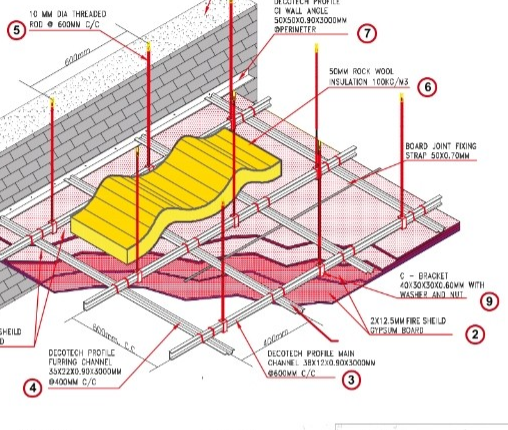 DECOTECH PROFILE
CI WALL ANGLE
50X50X0.90X3000MM
@PERIMETER
7
10 MM DIA THREADED
ROD @ 600MM C/C
5
600mm
50MM ROCK WOOL
INSULATION 100KG/M3
6
BOARD JOINT FIXING
STRAP 50X0.70MM
C - BRACKET
40X30X30X0.60MM WITH
WASHER AND NUT
9
2X12.5MM FIRE SHEILD
GYPSUM BOARD
2
SHEILD
D
600mm C C
400mm
DECOTECH PROFILE
FURRING CHANNEL
35X22X0.90X3000MM
@400MM C/C
4
DECOTECH PROFILE MAIN
CHANNEL 38X12X0.90X3000MM
@600MM C/C
3